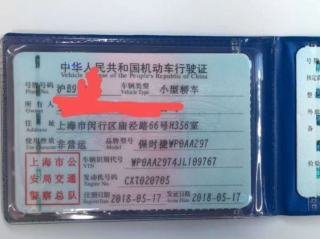 中华人民共和国机动车行驶证
Vehicle License of the People's Republic of China
号牌号码 沪B9 车辆类型 小型轿车
Vehicle Type
所有人
住址 上海市闵行区庙泾路66号H356室
使用性质 非营运 品牌型号 保时捷WP0AA297
上海市公安局交通警察总队
车辆识别代号 WP0AA2974JL109767
VIN
发动机号码 CXT020705
Engine No.
注册日期 2018-05-17 发证日期 2018-05-17